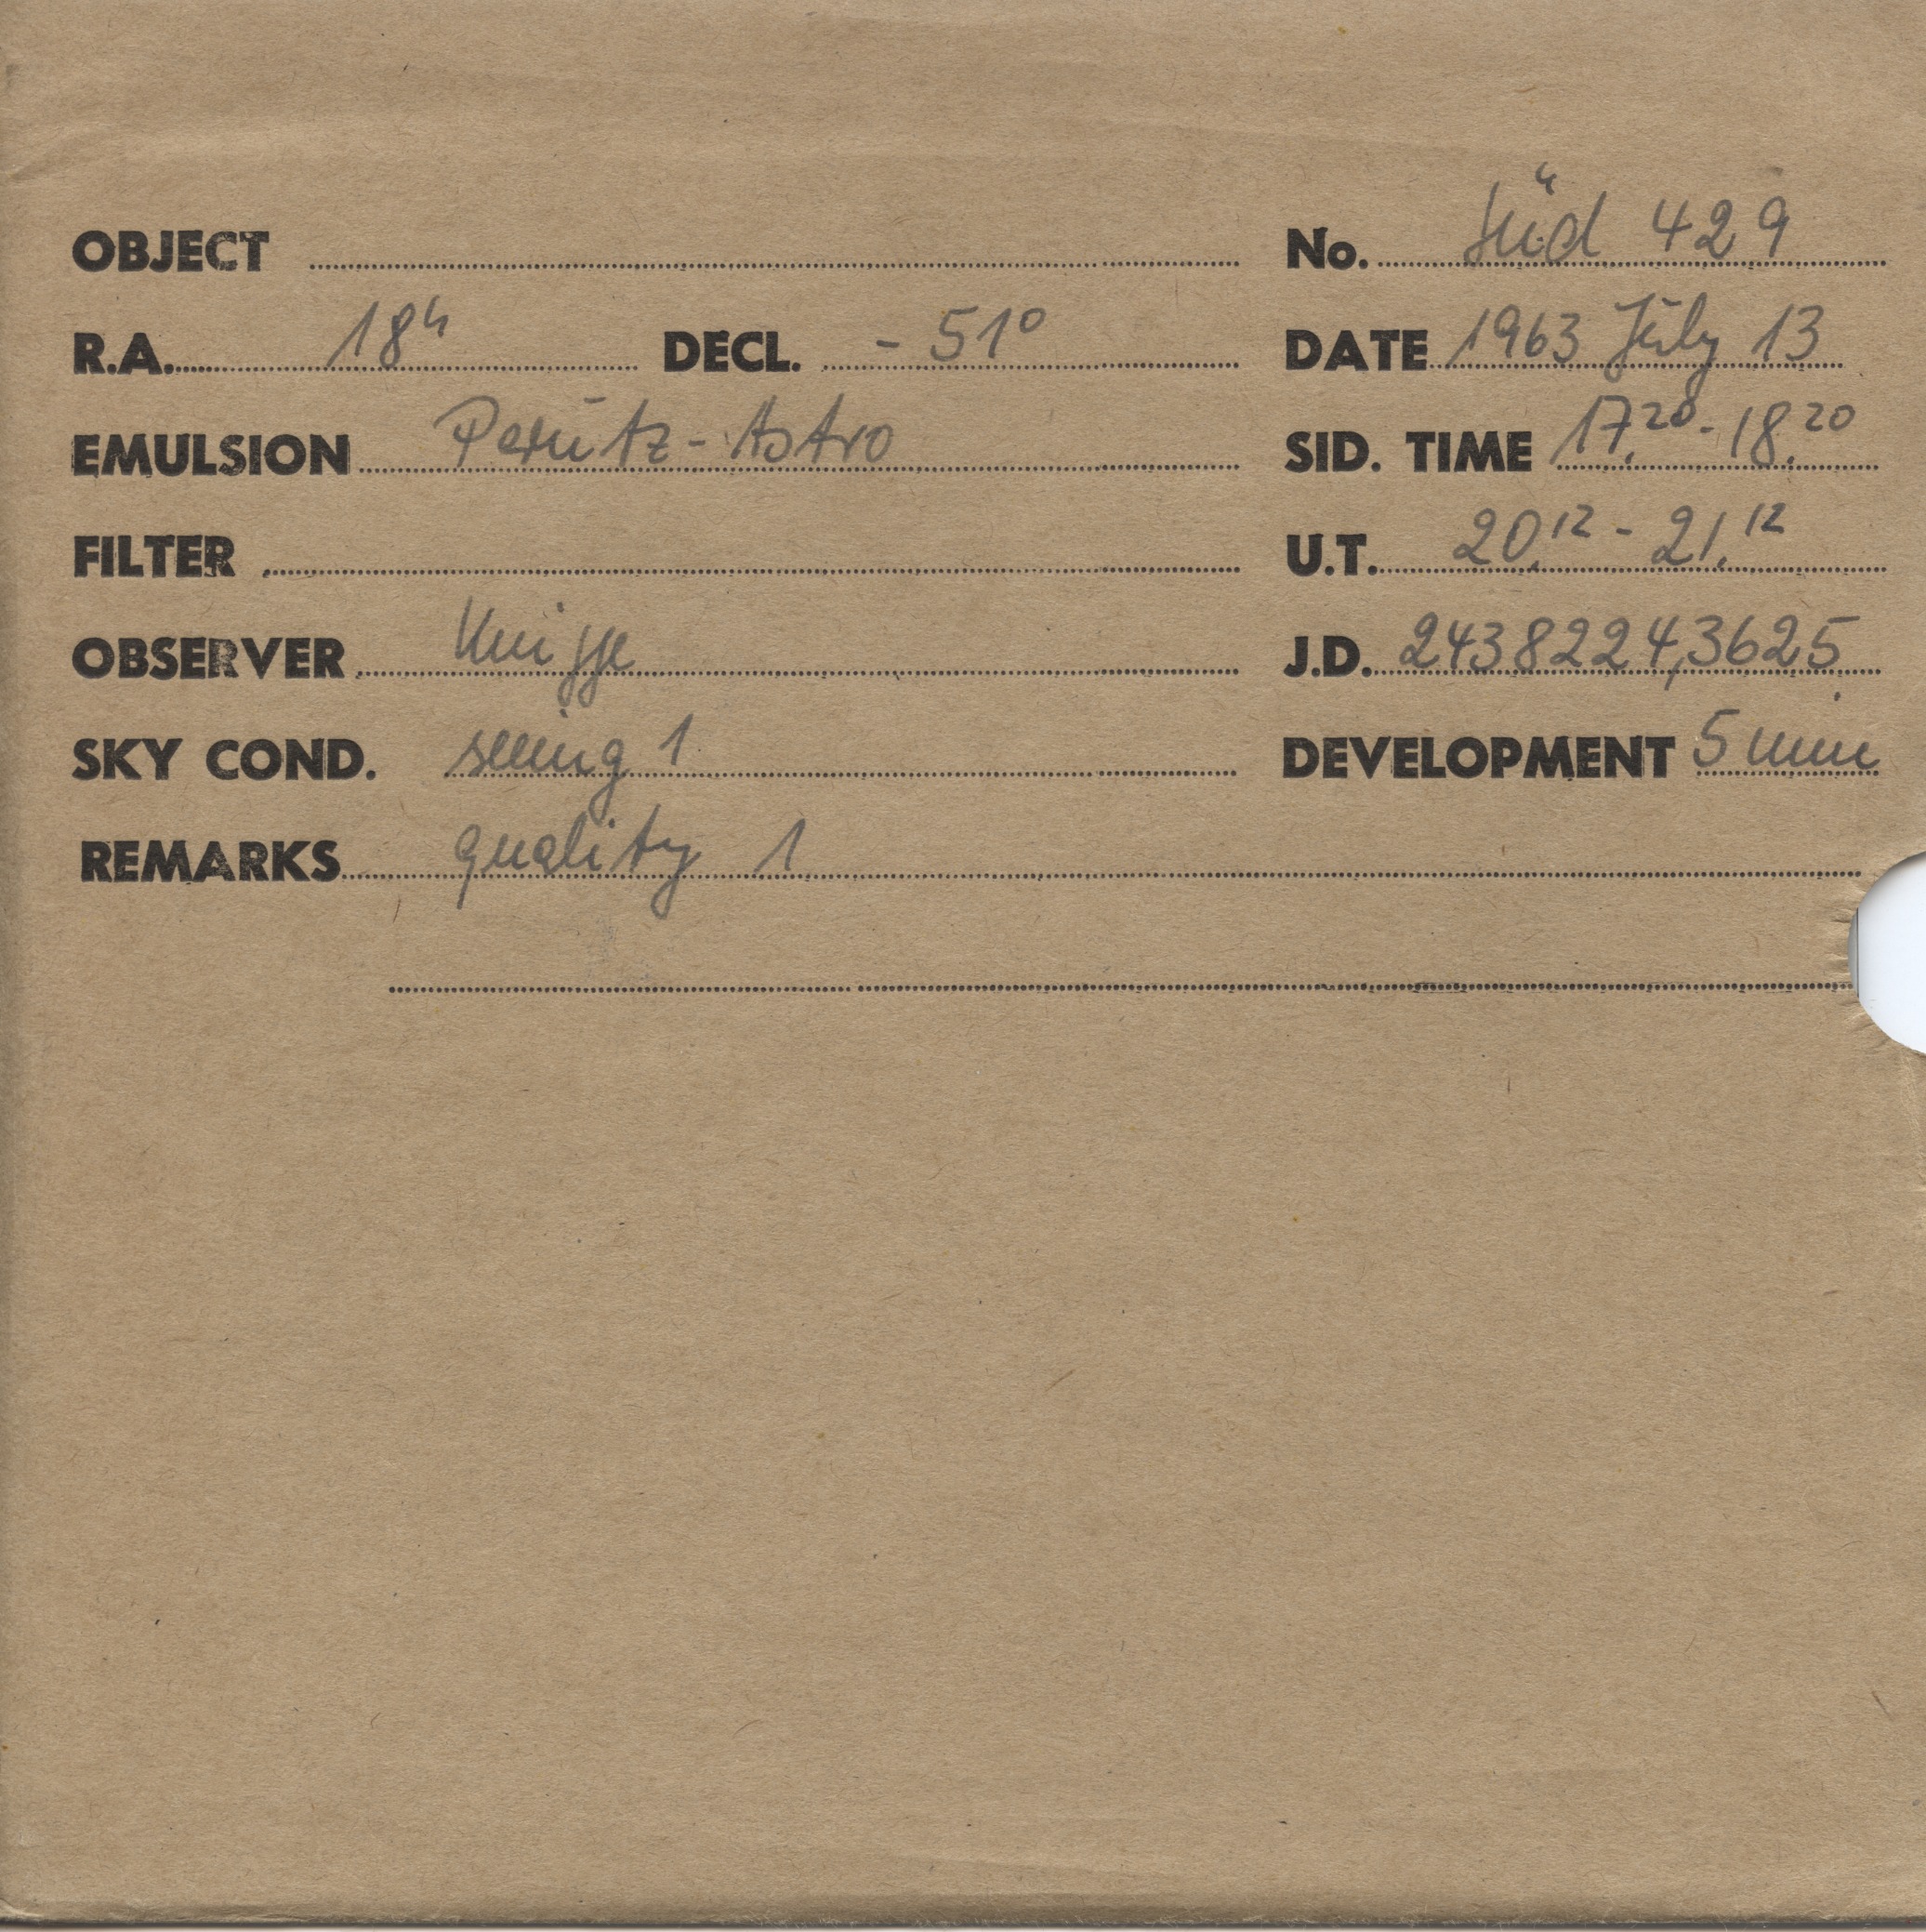 OBJECT No. Süd 429
R.A. 18h DECL. - 51° DATE 1963 July 13
EMULSION Perutz-Astro SID. TIME 17.20 - 18.20
FILTER U.T. 20.12 - 21.12
OBSERVER Knigge J.D. 2438224,3625
SKY COND. seeing 1 DEVELOPMENT 5 min
REMARKS quality 1